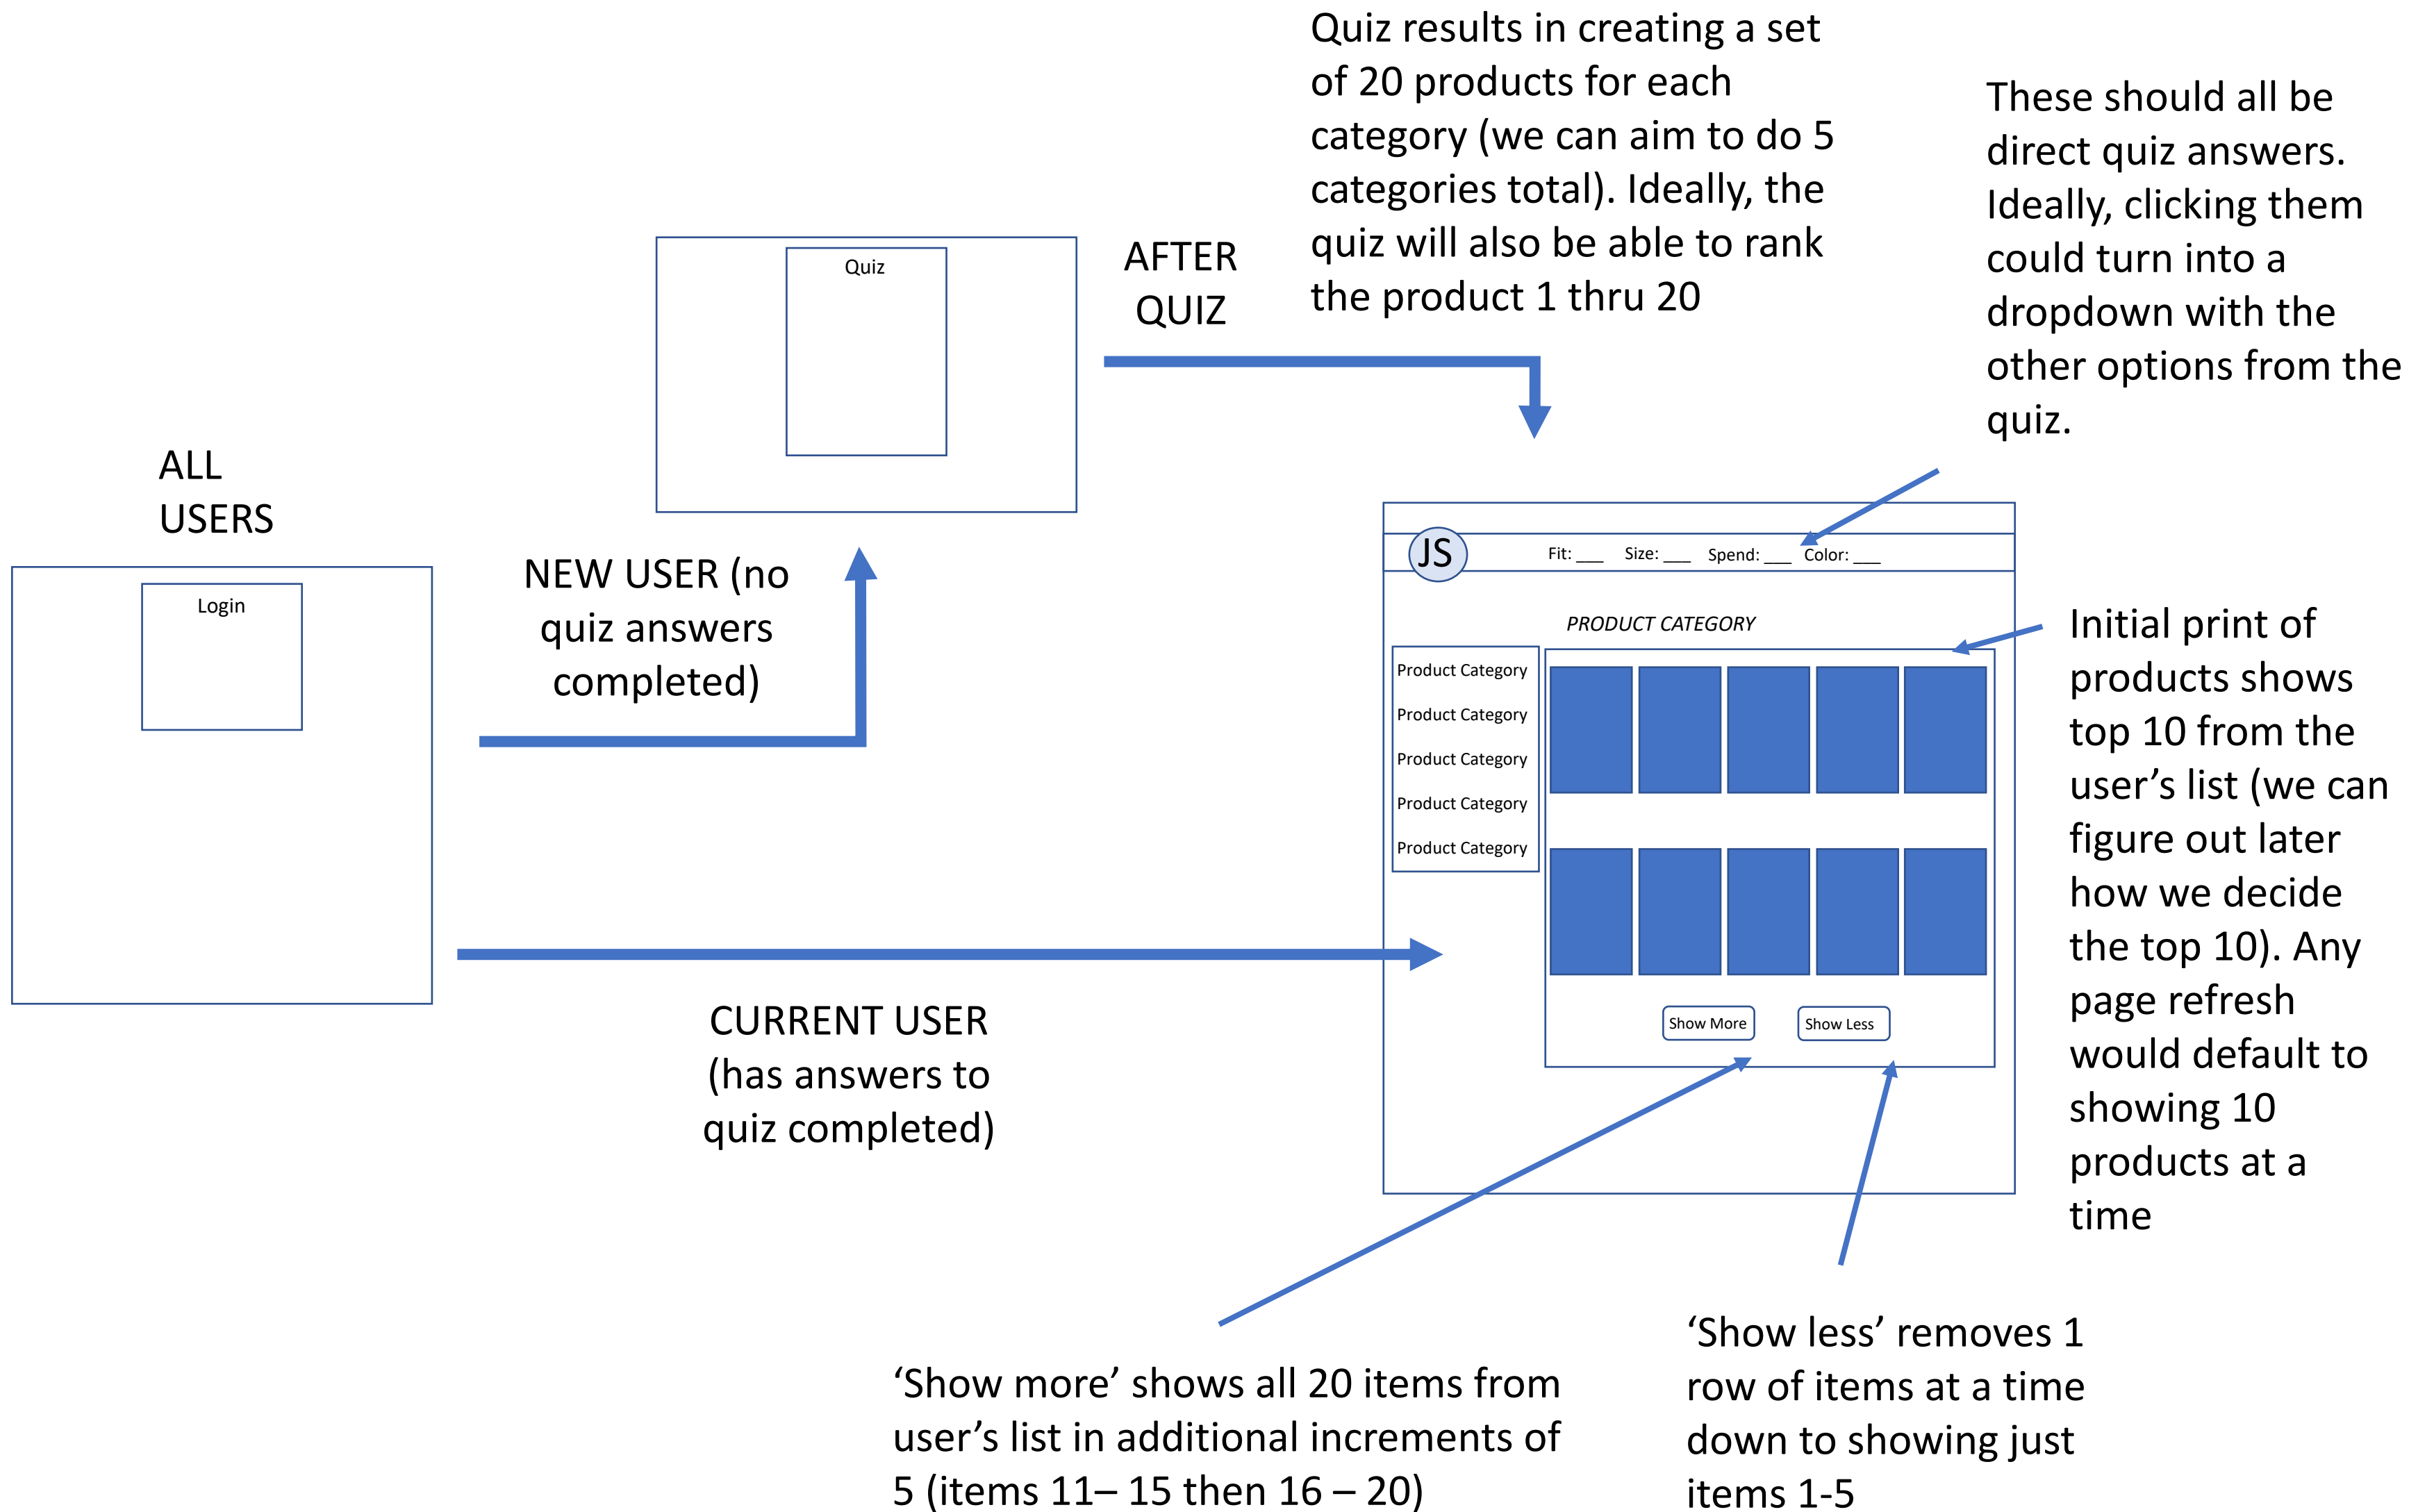 Quiz results in creating a set
of 20 products for each
category (we can aim to do 5
categories total). Ideally, the
quiz will also be able to rank
the product 1 thru 20
These should all be
direct quiz answers.
Ideally, clicking them
could turn into a
dropdown with the
other options from the
quiz.
Quiz
AFTER
QUIZ
ALL
USERS
Login
NEW USER (no
quiz answers
completed)
CURRENT USER
(has answers to
quiz completed)
JS
Fit: ___ Size: ___ Spend: ___ Color: ___
PRODUCT CATEGORY
Product Category
Product Category
Product Category
Product Category
Product Category
Show More
Show Less
Initial print of
products shows
top 10 from the
user’s list (we can
figure out later
how we decide
the top 10). Any
page refresh
would default to
showing 10
products at a
time
‘Show more’ shows all 20 items from
user’s list in additional increments of
5 (items 11– 15 then 16 – 20)
‘Show less’ removes 1
row of items at a time
down to showing just
items 1-5